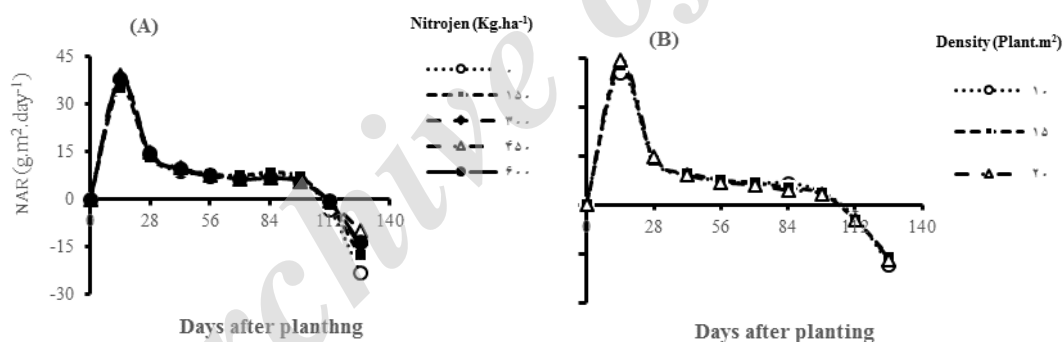 (A)
Nitrojen (Kg.ha-1)
۰
۱۵۰
۳۰۰
۴۵۰
۶۰۰
NAR (g.m².day-1)
45
30
15
0
-15
-30
0 28 56 84 112 140
Days after planthng
(B)
Density (Plant.m²)
۱۰
۱۵
۲۰
0 28 56 84 112 140
Days after planting
Archive of